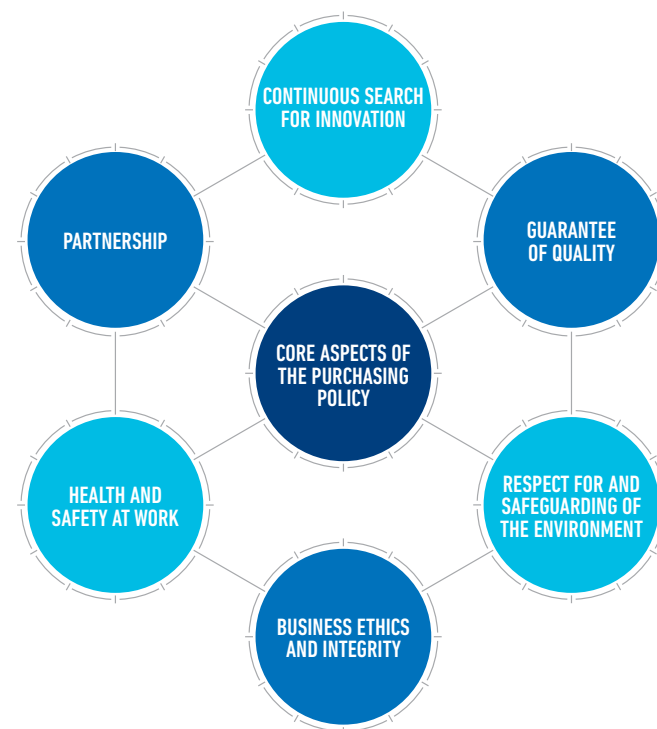 CONTINUOUS SEARCH
FOR INNOVATION
PARTNERSHIP
GUARANTEE
OF QUALITY
CORE ASPECTS OF
THE PURCHASING
POLICY
HEALTH AND
SAFETY AT WORK
RESPECT FOR AND
SAFEGUARDING OF
THE ENVIRONMENT
BUSINESS ETHICS
AND INTEGRITY